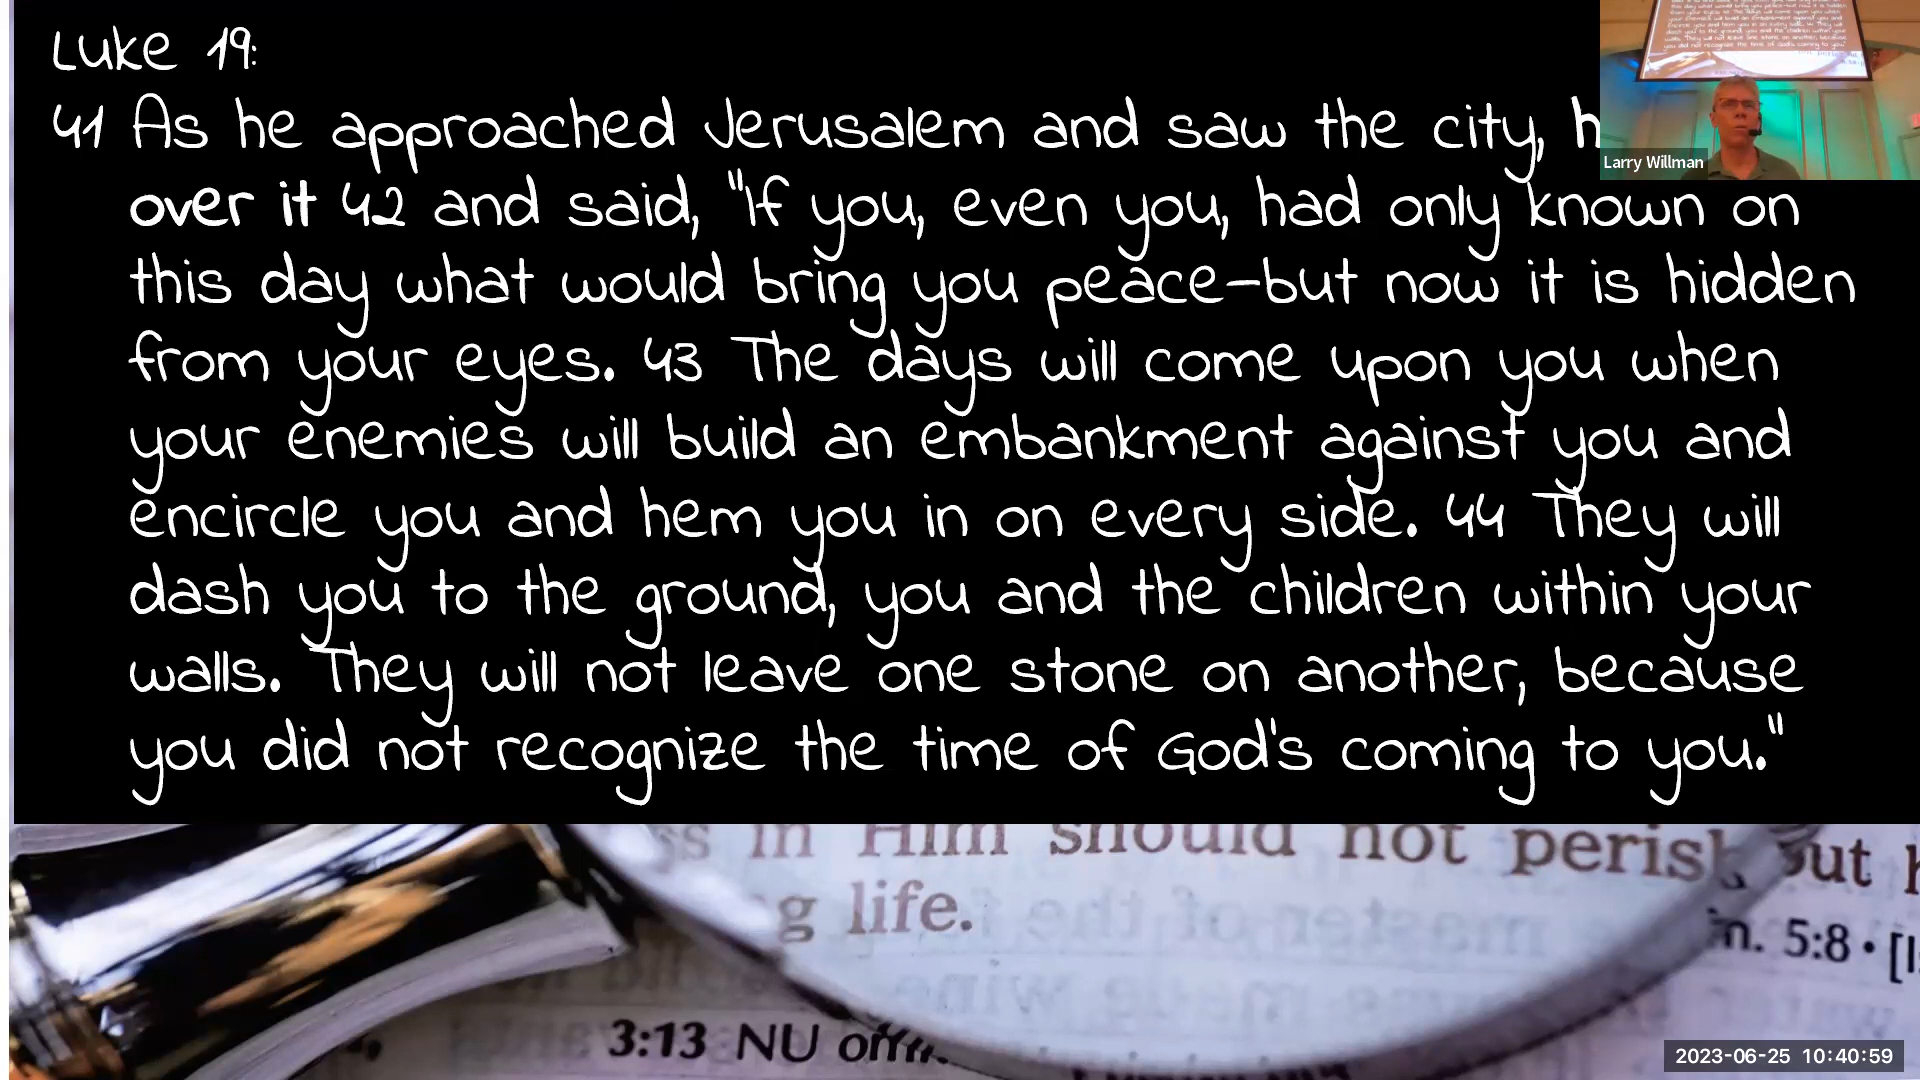 Luke 19:
41 As he approached Jerusalem and saw the city, h
over it 42 and said, "If you, even you, had only known on
this day what would bring you peace—but now it is hidden
from your eyes. 43 The days will come upon you when
your enemies will build an embankment against you and
encircle you and hem you in on every side. 44 They will
dash you to the ground, you and the children within your
walls. They will not leave one stone on another, because
you did not recognize the time of God's coming to you."
Larry Willman
in Him should not perish but
life.
5:8 • [
3:13 NU
2023-06-25 10:40:59